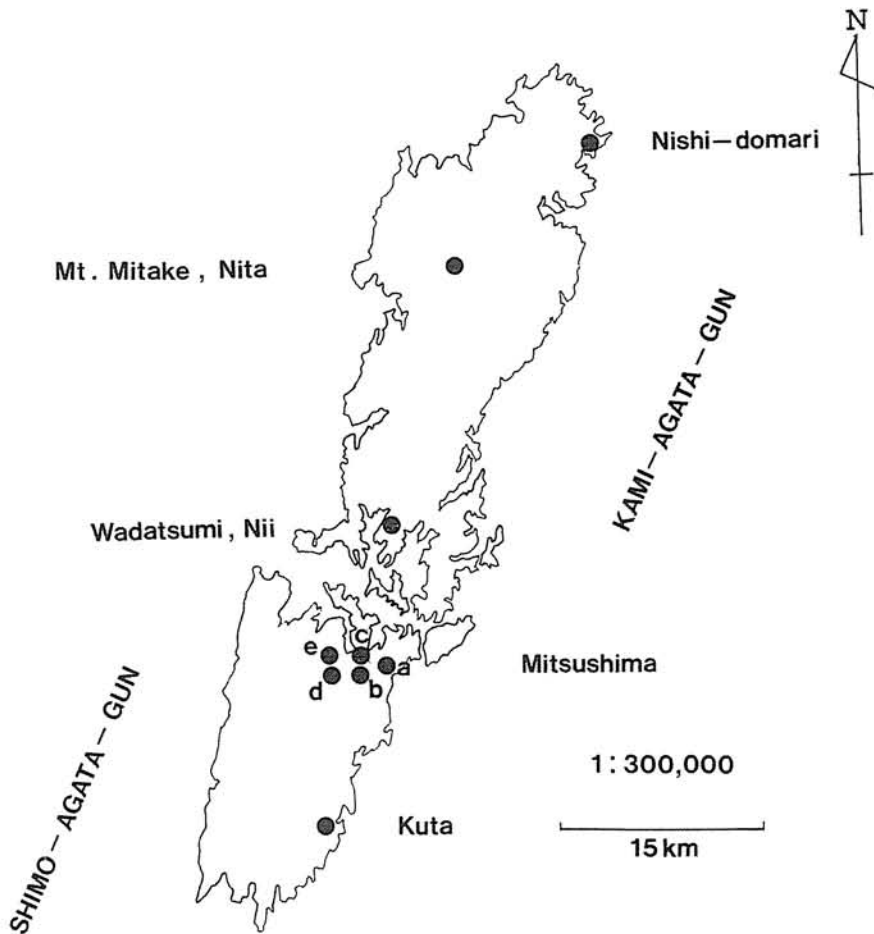 N
Nishi–domari
Mt. Mitake , Nita
KAMI–AGATA–GUN
Wadatsumi , Nii
e
c
a
d
b
Mitsushima
SHIMO–AGATA–GUN
1 : 300,000
Kuta
15 km